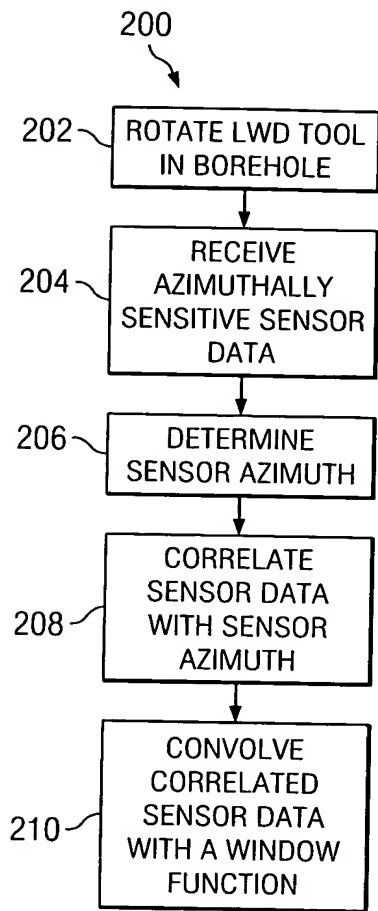 200
202
ROTATE LWD TOOL
IN BOREHOLE
204
RECEIVE
AZIMUTHALLY
SENSITIVE SENSOR
DATA
206
DETERMINE
SENSOR AZIMUTH
208
CORRELATE
SENSOR DATA
WITH SENSOR
AZIMUTH
210
CONVOLVE
CORRELATED
SENSOR DATA
WITH A WINDOW
FUNCTION